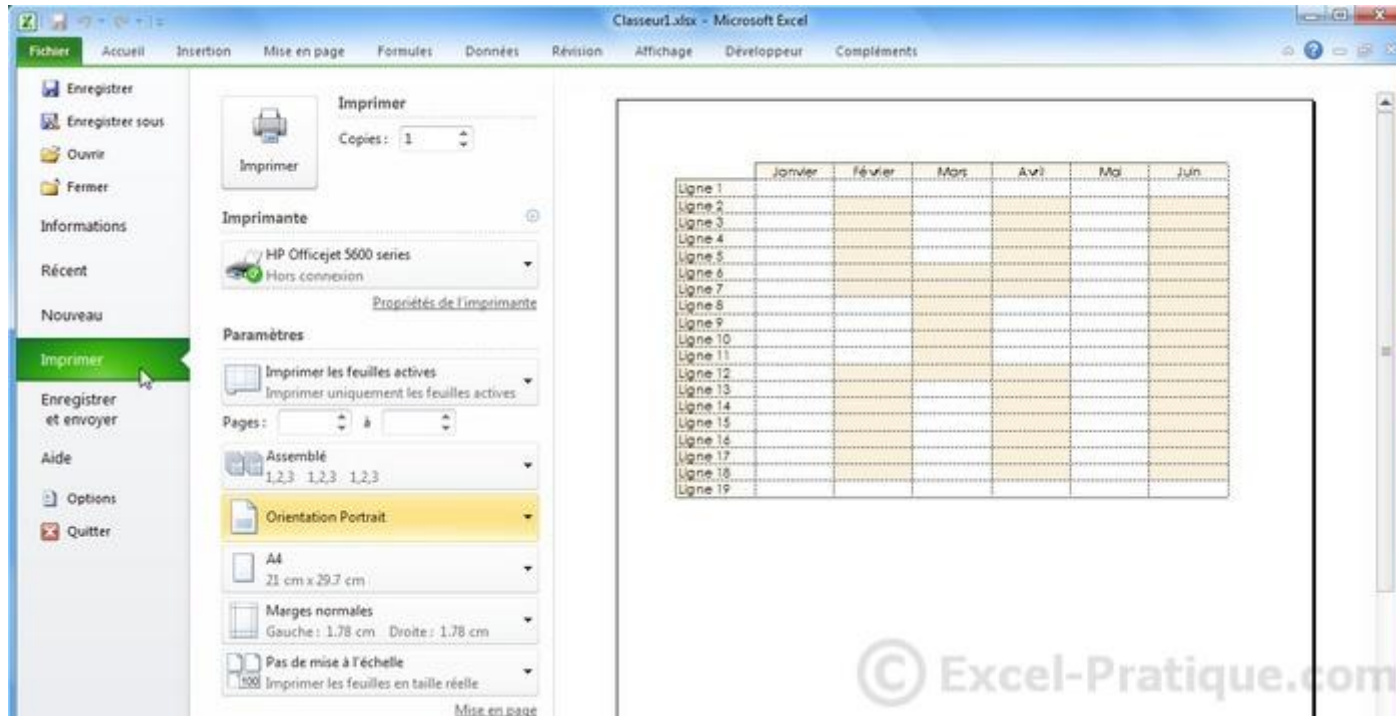 Classeur1.xlsx - Microsoft Excel
Fichier Accueil Insertion Mise en page Formules Données Révision Affichage Développeur Compléments
Enregistrer
Enregistrer sous
Ouvrir
Fermer
Informations
Récent
Nouveau
Imprimer
Enregistrer
et envoyer
Aide
Options
Quitter
Imprimer
Imprimer
Copies : 1
Imprimante
HP Officejet 5600 series
Hors connexion
Propriétés de l'imprimante
Paramètres
Imprimer les feuilles actives
Imprimer uniquement les feuilles actives
Pages : à
Assemblé
1,2,3 1,2,3 1,2,3
Orientation Portrait
A4
21 cm x 29.7 cm
Marges normales
Gauche : 1.78 cm Droite : 1.78 cm
Pas de mise à l'échelle
100
Imprimer les feuilles en taille réelle
Mise en page
Janvier Février Mars Avril Mai Juin
Ligne 1
Ligne 2
Ligne 3
Ligne 4
Ligne 5
Ligne 6
Ligne 7
Ligne 8
Ligne 9
Ligne 10
Ligne 11
Ligne 12
Ligne 13
Ligne 14
Ligne 15
Ligne 16
Ligne 17
Ligne 18
Ligne 19
© Excel-Pratique.com